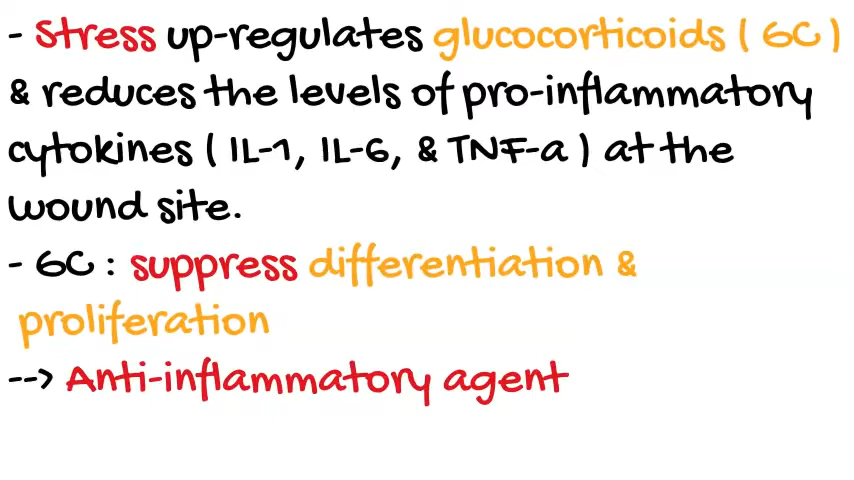 - Stress up-regulates glucocorticoids ( GC )
& reduces the levels of pro-inflammatory
cytokines ( IL-1, IL-6, & TNF-a ) at the
wound site.
- GC : suppress differentiation &
proliferation
--> Anti-inflammatory agent